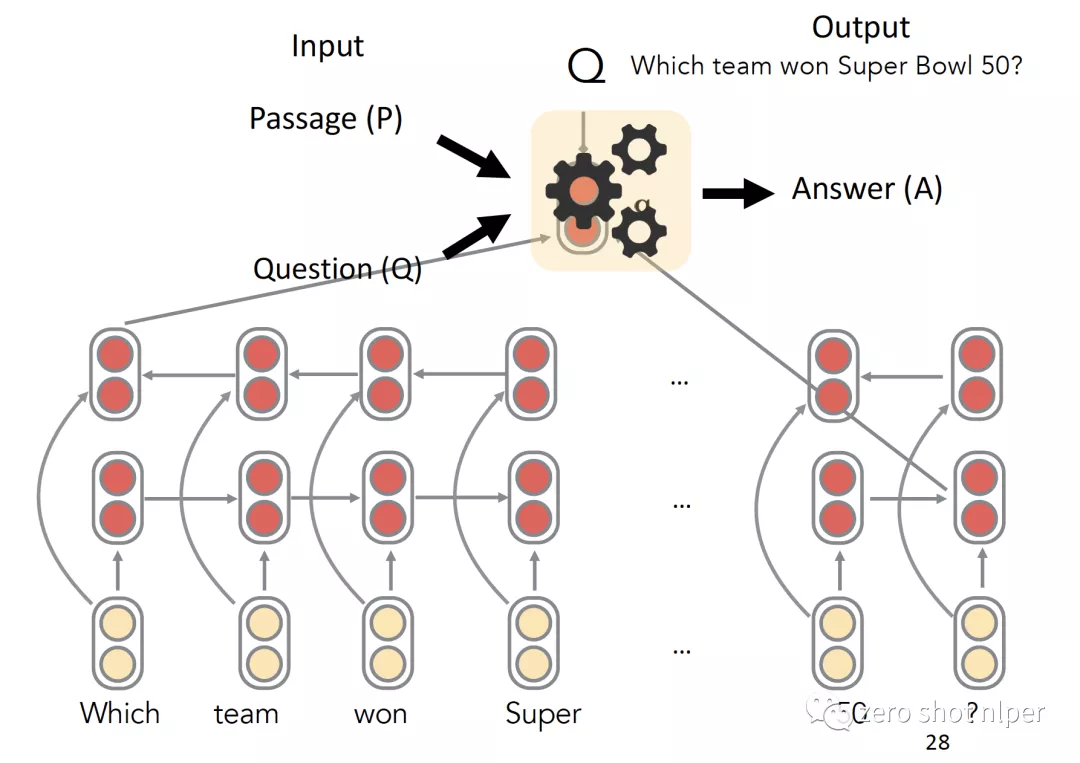 Input
Output
Q Which team won Super Bowl 50?
Passage (P)
Answer (A)
Question (Q)
q
...
...
...
Which team won Super 50 ?
zero shot nlper
28